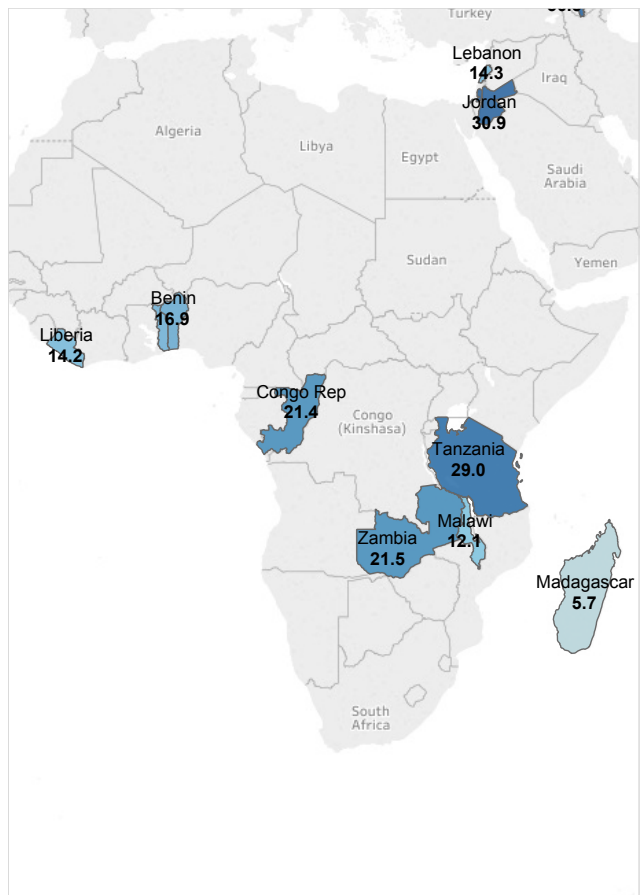 Turkey
Lebanon
14.3
Iraq
Jordan
30.9
Algeria
Libya
Egypt
Saudi
Arabia
Sudan
Yemen
Benin
16.9
Liberia
14.2
Congo Rep
21.4
Congo
(Kinshasa)
Tanzania
29.0
Malawi
12.1
Zambia
21.5
Madagascar
5.7
South
Africa